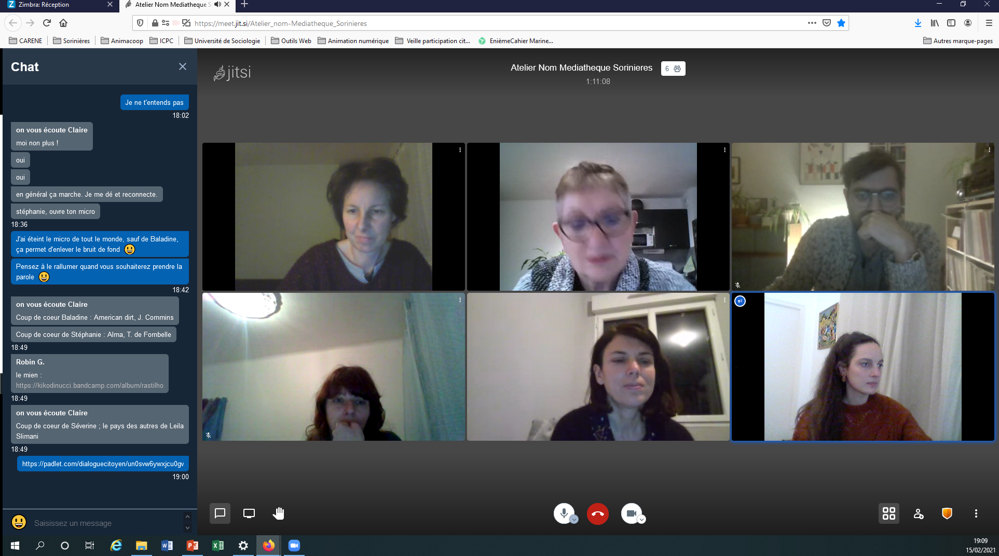 Zimbra: Réception
Atelier Nom Mediatheque S
https://meet.jit.si/Atelier_nom-Mediatheque_Sorinieres
CARENE
Sorinières
Animacoop
ICPC
Université de Sociologie
Outils Web
Animation numérique
Veille participation cit...
EnièmeCahier Marine...
Autres marque-pages
Chat
Je ne t'entends pas
18:02
on vous écoute Claire
moi non plus !
oui
oui
en général ça marche. Je me dé et reconnecte.
stéphanie, ouvre ton micro
18:36
J'ai éteint le micro de tout le monde, sauf de Baladine,
ça permet d'enlever le bruit de fond
Pensez à le rallumer quand vous souhaiterez prendre la
parole
18:42
on vous écoute Claire
Coup de coeur Baladine : American dirt, J. Commins
Coup de coeur de Stéphanie : Alma, T. de Fombelle
18:49
Robin G.
le mien :
https://kikodinucci.bandcamp.com/album/rastilho
18:49
on vous écoute Claire
Coup de coeur de Séverine ; le pays des autres de Leila
Slimani
18:49
https://padlet.com/dialoguecitoyen/un0svw6ywxjcu0gv
19:00
Saisissez un message
jitsi
Atelier Nom Mediatheque Sorinieres
6
1:11:08
19:09
15/02/2021